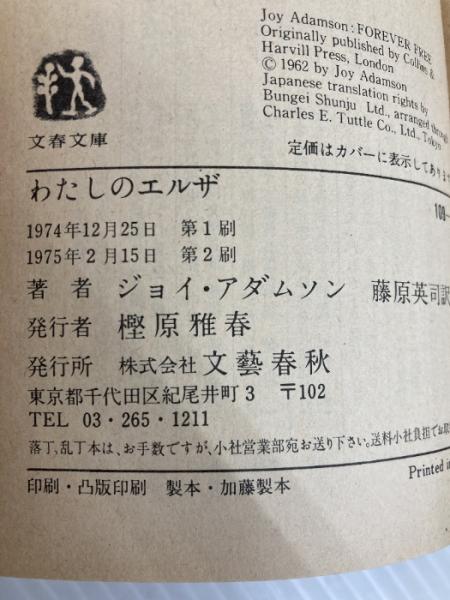 Joy Adamson: FOREVER FREE
Originally published by Collins &
Harvill Press, London
© 1962 by Joy Adamson
Japanese translation rights by
Bungei Shunju Ltd., arranged through
Charles E. Tuttle Co., Ltd., Tokyo
文春文庫
定価はカバーに表示してあります
わたしのエルザ
109-
1974年12月25日 第1刷
1975年2月15日 第2刷
著者 ジョイ・アダムソン 藤原英司訳
発行者 樫原雅春
発行所 株式会社 文藝春秋
東京都千代田区紀尾井町3 〒102
TEL 03・265・1211
落丁、乱丁本は、お手数ですが、小社営業部宛お送り下さい。送料小社負担でお取
Printed in
印刷・凸版印刷 製本・加藤製本